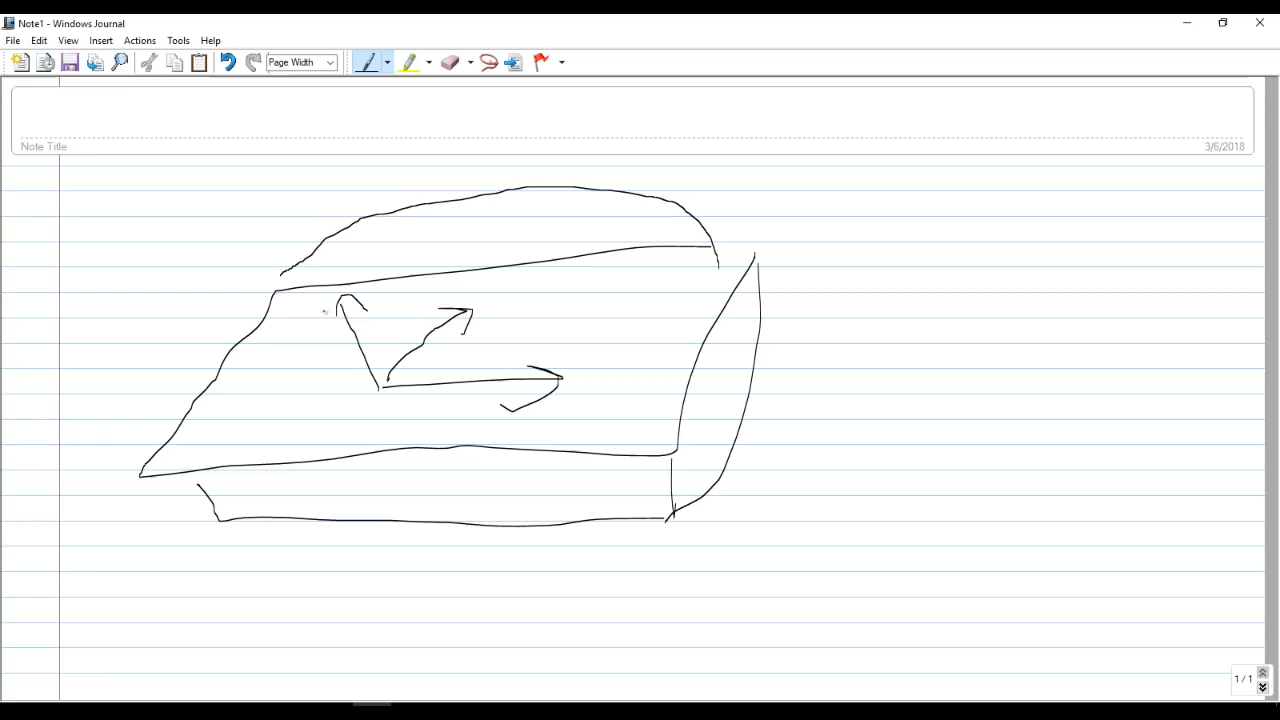 Note1 - Windows Journal
File Edit View Insert Actions Tools Help
Page Width
Note Title
3/6/2018
1 / 1